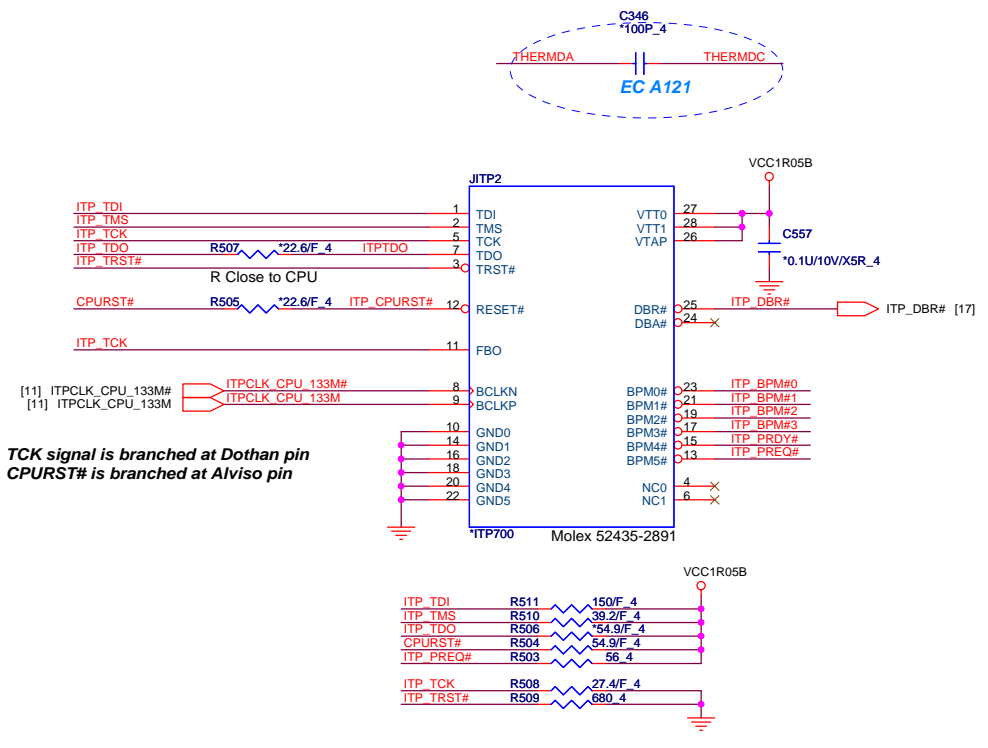 C346
*100P_4
THERMDA THERMDC
EC A121
VCC1R05B
JITP2
ITP_TDI 1 TDI VTT0 27
ITP_TMS 2 TMS VTT1 28
ITP_TCK 5 TCK VTAP 26
C557
ITP_TDO R507 *22.6/F_4 ITPTDO 7 TDO
ITP_TRST# 3 TRST#
*0.1U/10V/X5R_4
R Close to CPU
CPURST# R505 *22.6/F_4 ITP_CPURST# 12 RESET# DBR# 25 ITP_DBR# ITP_DBR# [17]
DBA# 24
ITP_TCK 11 FBO
[11] ITPCLK_CPU_133M# ITPCLK_CPU_133M# 8 BCLKN BPM0# 23 ITP_BPM#0
[11] ITPCLK_CPU_133M ITPCLK_CPU_133M 9 BCLKP BPM1# 21 ITP_BPM#1
BPM2# 19 ITP_BPM#2
10 GND0 BPM3# 17 ITP_BPM#3
14 GND1 BPM4# 15 ITP_PRDY#
16 GND2 BPM5# 13 ITP_PREQ#
18 GND3
20 GND4 NC0 4
22 GND5 NC1 6
TCK signal is branched at Dothan pin
CPURST# is branched at Alviso pin
*ITP700 Molex 52435-2891
VCC1R05B
ITP_TDI R511 150/F_4
ITP_TMS R510 39.2/F_4
ITP_TDO R506 *54.9/F_4
CPURST# R504 54.9/F_4
ITP_PREQ# R503 56_4
ITP_TCK R508 27.4/F_4
ITP_TRST# R509 680_4